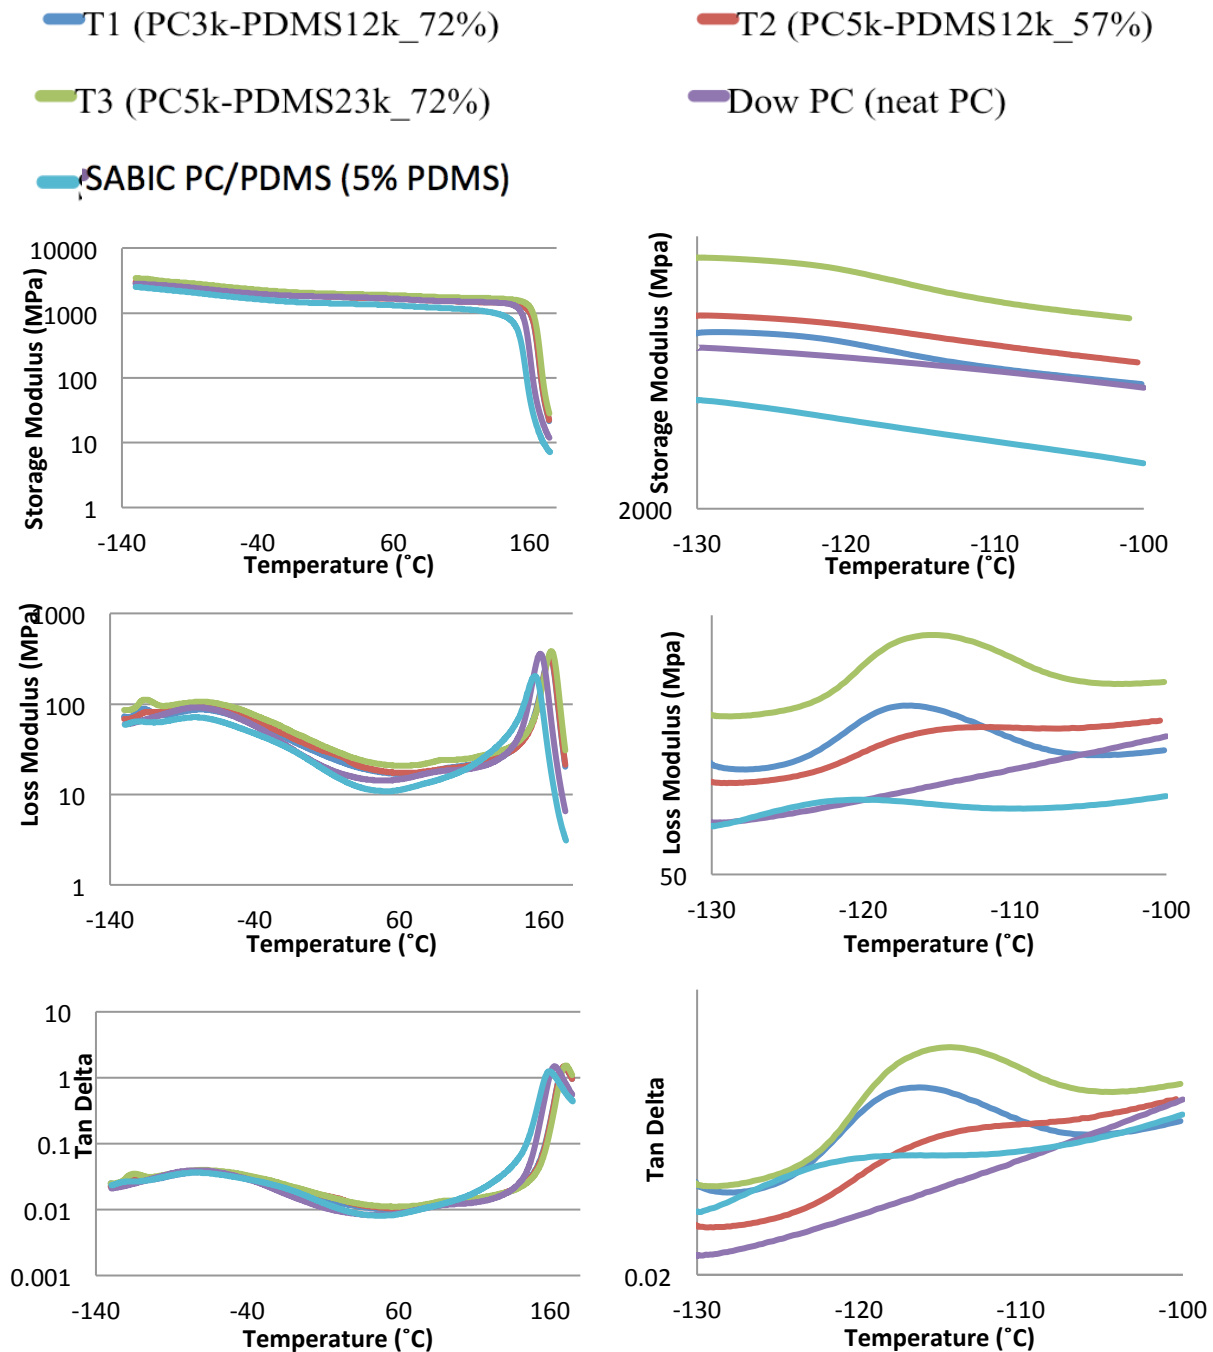 T1 (PC3k-PDMS12k_72%)
T2 (PC5k-PDMS12k_57%)
T3 (PC5k-PDMS23k_72%)
Dow PC (neat PC)
SABIC PC/PDMS (5% PDMS)
Storage Modulus (MPa)
10000
1000
100
10
1
-140
-40
60
160
Temperature (˚C)
Storage Modulus (Mpa)
2000
-130
-120
-110
-100
Temperature (˚C)
Loss Modulus (MPa)
1000
100
10
1
-140
-40
60
160
Temperature (˚C)
Loss Modulus (Mpa)
50
-130
-120
-110
-100
Temperature (˚C)
Tan Delta
10
1
0.1
0.01
0.001
-140
-40
60
160
Temperature (˚C)
Tan Delta
0.02
-130
-120
-110
-100
Temperature (˚C)